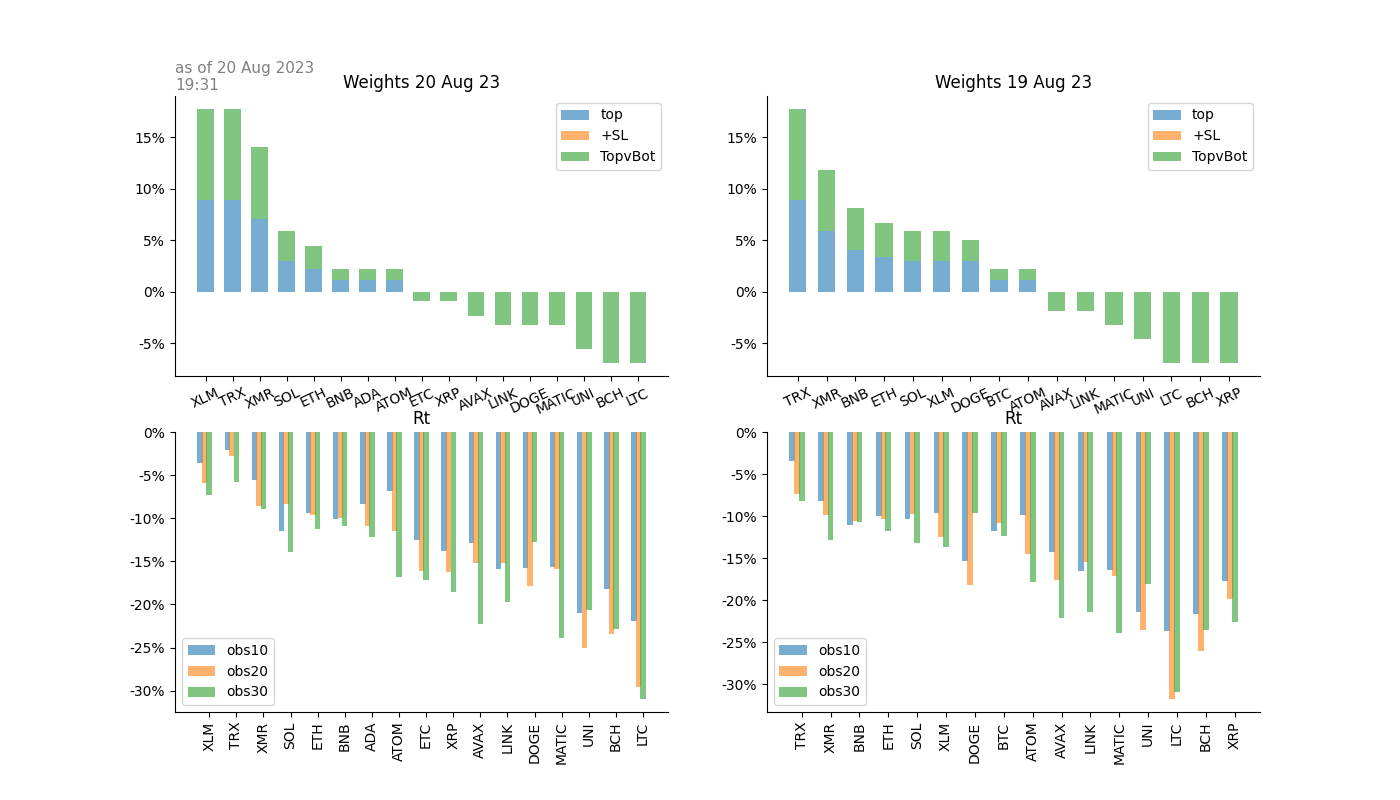 as of 20 Aug 2023
19:31
Weights 20 Aug 23
15%
10%
5%
0%
-5%
top
+SL
TopvBot
XLM TRX XMR SOL ETH BNB ADA ATOM ETC XRP AVAX LINK DOGE MATIC UNI BCH LTC
Weights 19 Aug 23
15%
10%
5%
0%
-5%
top
+SL
TopvBot
TRX XMR BNB ETH SOL XLM DOGE BTC ATOM AVAX LINK MATIC UNI LTC BCH XRP
Rt
0%
-5%
-10%
-15%
-20%
-25%
-30%
obs10
obs20
obs30
XLM TRX XMR SOL ETH BNB ADA ATOM ETC XRP AVAX LINK DOGE MATIC UNI BCH LTC
Rt
0%
-5%
-10%
-15%
-20%
-25%
-30%
obs10
obs20
obs30
TRX XMR BNB ETH SOL XLM DOGE BTC ATOM AVAX LINK MATIC UNI LTC BCH XRP